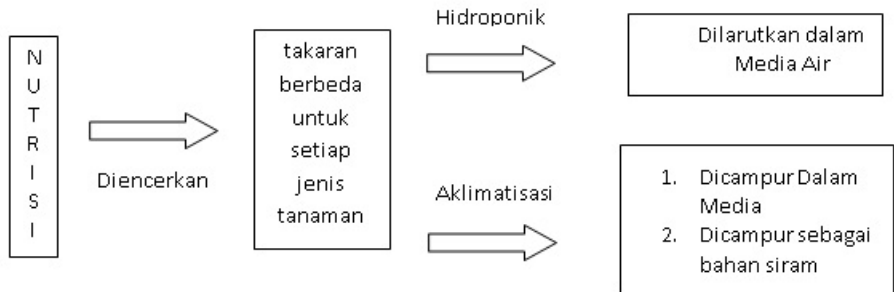 NUTRISI
Diencerkan
takaran
berbeda
untuk
setiap
jenis
tanaman
Hidroponik
Dilarutkan dalam
Media Air
Aklimatisasi
1. Dicampur Dalam
Media
2. Dicampur sebagai
bahan siram